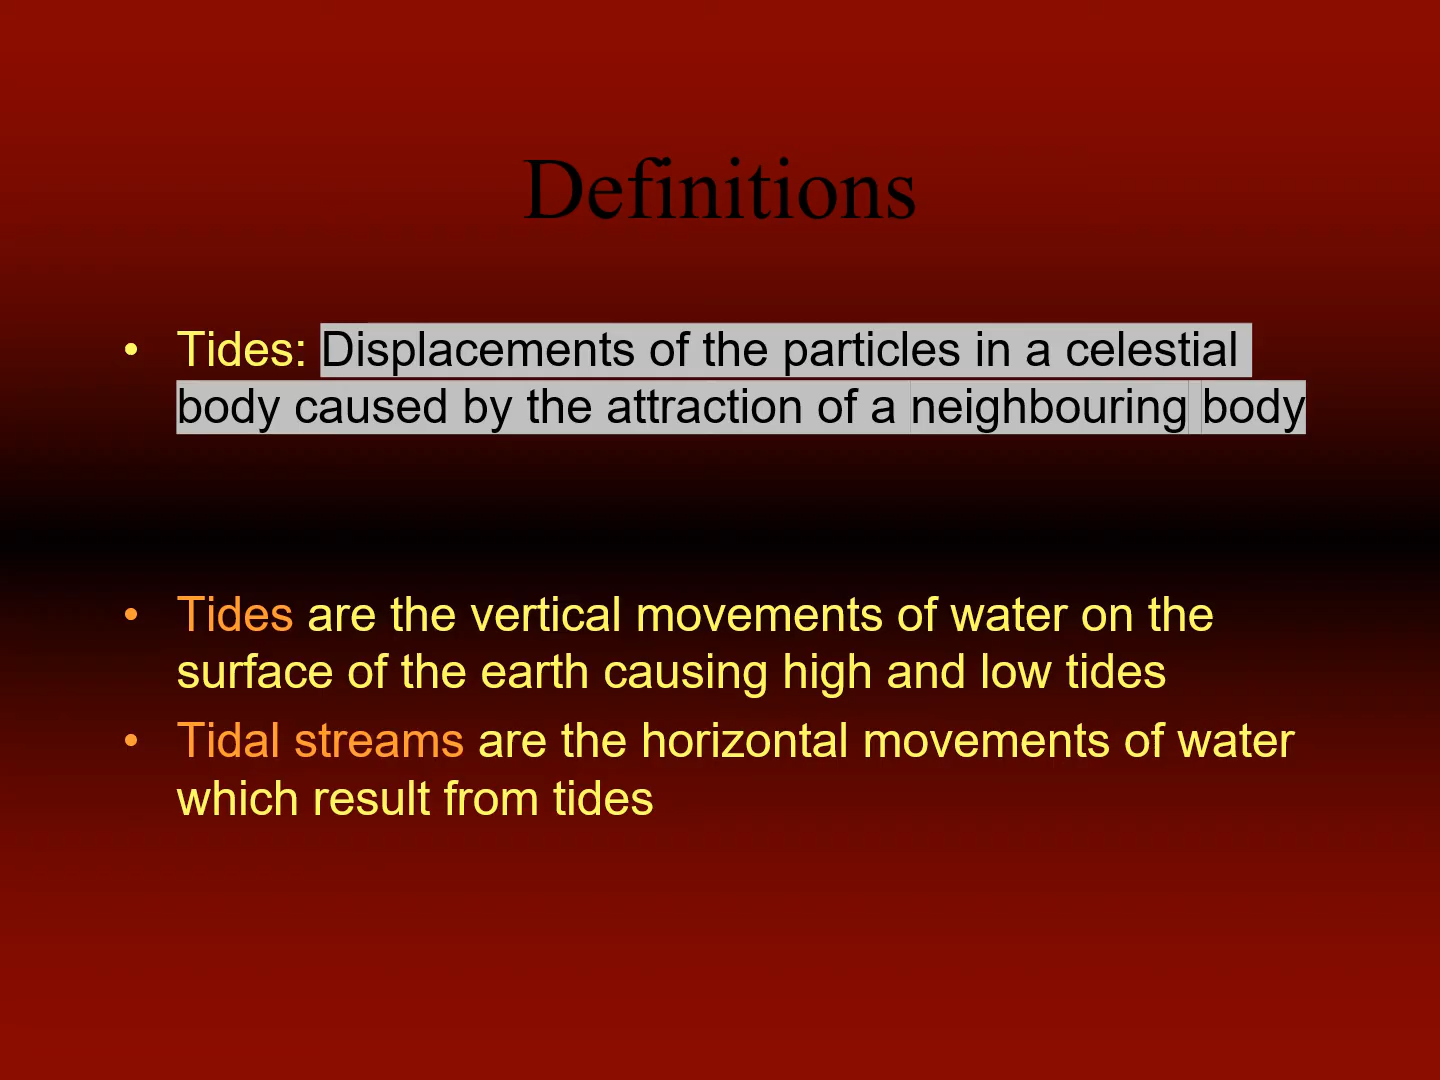 Definitions
• Tides: Displacements of the particles in a celestial
body caused by the attraction of a neighbouring body
• Tides are the vertical movements of water on the
surface of the earth causing high and low tides
• Tidal streams are the horizontal movements of water
which result from tides